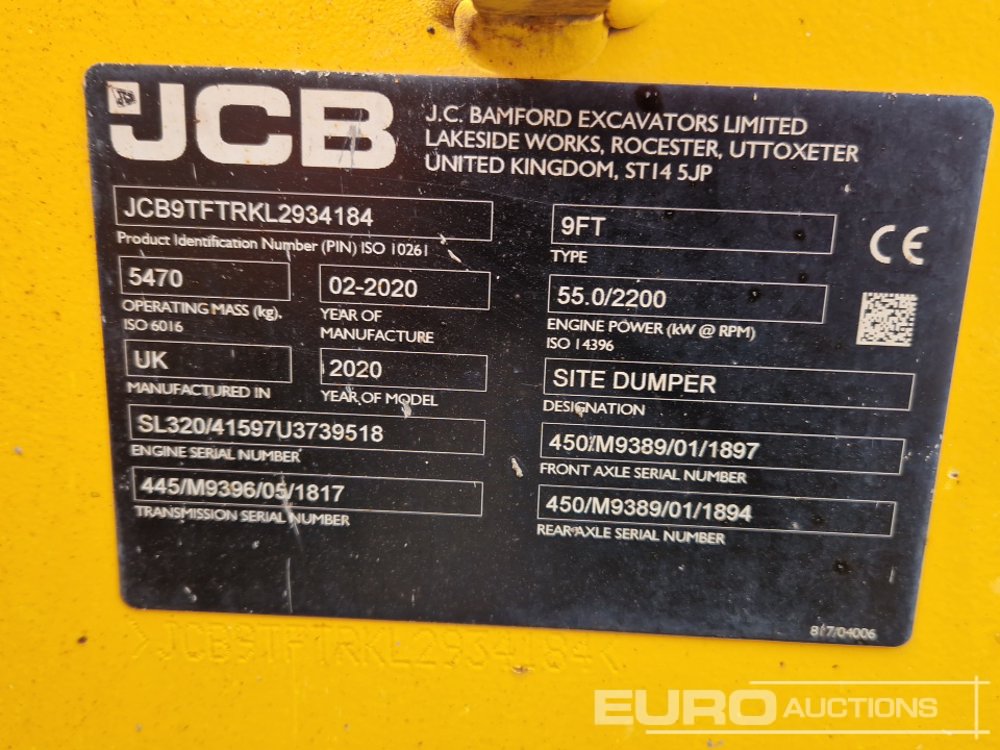 JCB
J.C. BAMFORD EXCAVATORS LIMITED
LAKESIDE WORKS, ROCESTER, UTTOXETER
UNITED KINGDOM, ST14 5JP
JCB9TFTRKL2934184
Product Identification Number (PIN) ISO 10261
9FT
TYPE
CE
5470
OPERATING MASS (kg).
ISO 6016
02-2020
YEAR OF
MANUFACTURE
55.0/2200
ENGINE POWER (kW @ RPM)
ISO 14396
UK
MANUFACTURED IN
2020
YEAR OF MODEL
SITE DUMPER
DESIGNATION
SL320/41597U3739518
ENGINE SERIAL NUMBER
450/M9389/01/1897
FRONT AXLE SERIAL NUMBER
445/M9396/05/1817
TRANSMISSION SERIAL NUMBER
450/M9389/01/1894
REAR AXLE SERIAL NUMBER
817/04006
JCB9TFTRKL2934184
EURO AUCTIONS